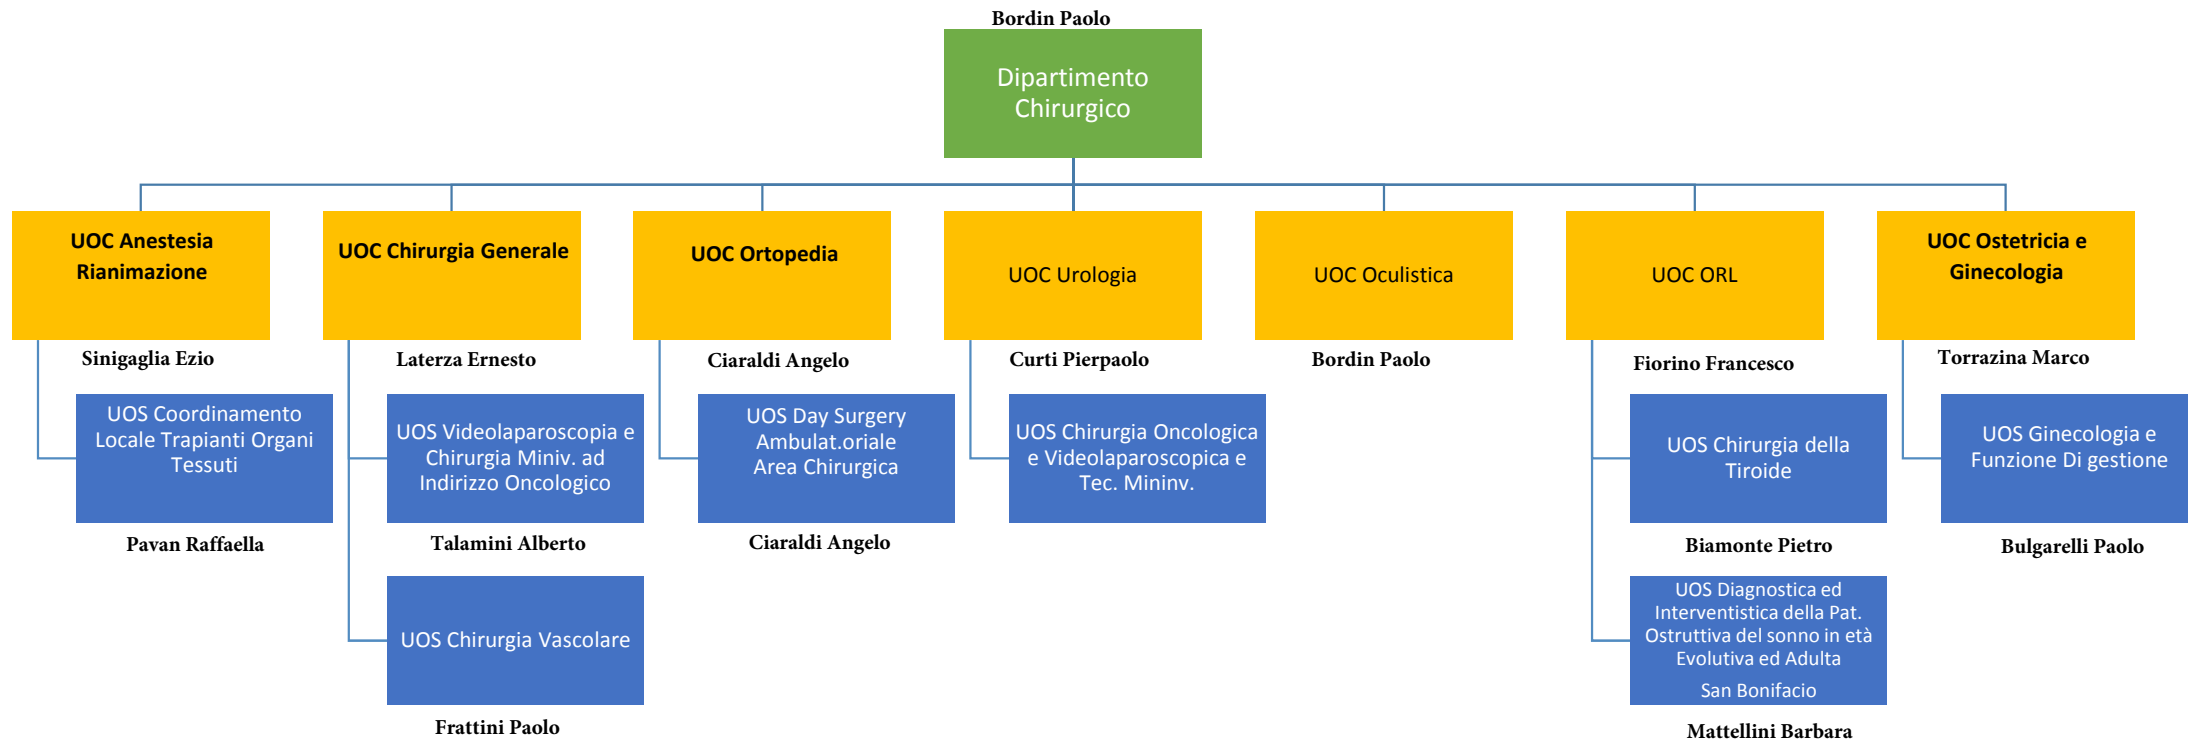 Bordin Paolo
Dipartimento
Chirurgico
UOC Anestesia
Rianimazione
UOC Chirurgia Generale
UOC Ortopedia
UOC Urologia
UOC Oculistica
UOC ORL
UOC Ostetricia e
Ginecologia
Sinigaglia Ezio
Laterza Ernesto
Ciaraldi Angelo
Curti Pierpaolo
Bordin Paolo
Fiorino Francesco
Torrazina Marco
UOS Coordinamento
Locale Trapianti Organi
Tessuti
UOS Videolaparoscopia e
Chirurgia Miniv. ad
Indirizzo Oncologico
UOS Day Surgery
Ambulat.oriale
Area Chirurgica
UOS Chirurgia Oncologica
e Videolaparoscopica e
Tec. Mininv.
UOS Chirurgia della
Tiroide
UOS Ginecologia e
Funzione Di gestione
Pavan Raffaella
Talamini Alberto
Ciaraldi Angelo
Biamonte Pietro
Bulgarelli Paolo
UOS Chirurgia Vascolare
UOS Diagnostica ed
Interventistica della Pat.
Ostruttiva del sonno in età
Evolutiva ed Adulta
San Bonifacio
Frattini Paolo
Mattellini Barbara